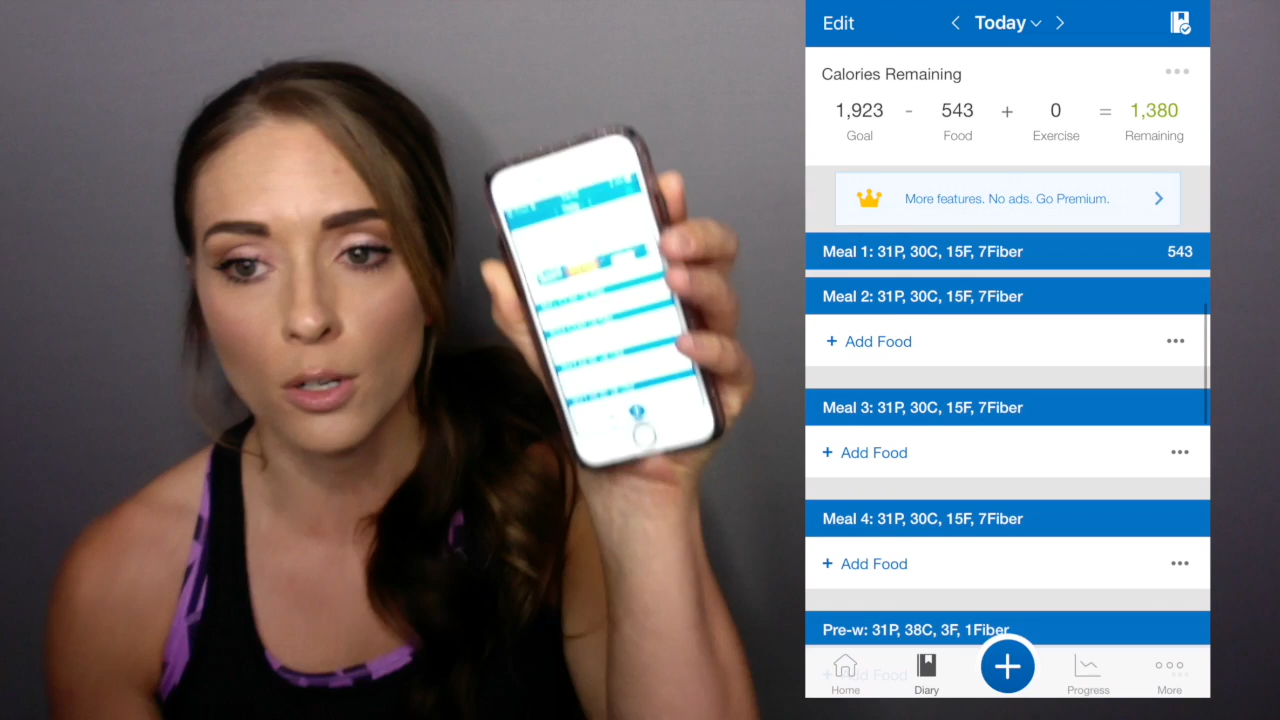 Edit < Today >
Calories Remaining
1,923 - 543 + 0 = 1,380
Goal Food Exercise Remaining
More features. No ads. Go Premium.
Meal 1: 31P, 30C, 15F, 7Fiber 543
Meal 2: 31P, 30C, 15F, 7Fiber
+ Add Food
Meal 3: 31P, 30C, 15F, 7Fiber
+ Add Food
Meal 4: 31P, 30C, 15F, 7Fiber
+ Add Food
Pre-w: 31P, 38C, 3F, 1Fiber
+ Add Food
Home Diary Progress More